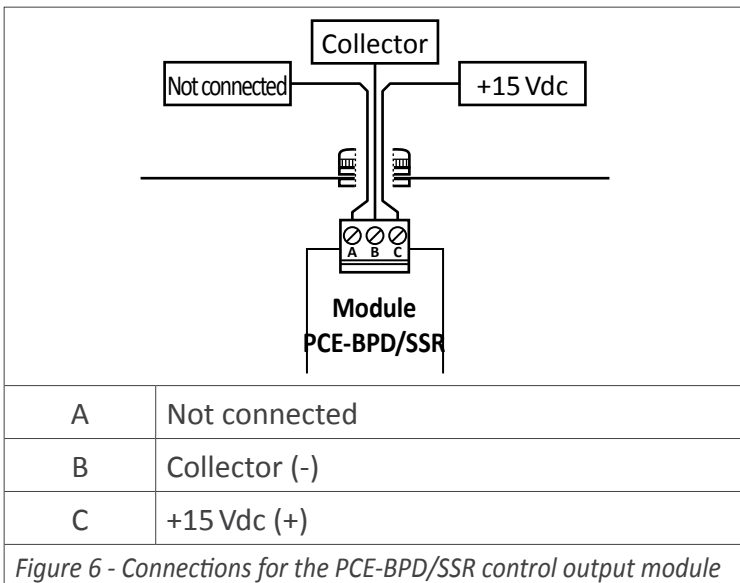 Collector
Not connected
+15 Vdc
A B C
Module
PCE-BPD/SSR
A Not connected
B Collector (-)
C +15 Vdc (+)
Figure 6 - Connections for the PCE-BPD/SSR control output module